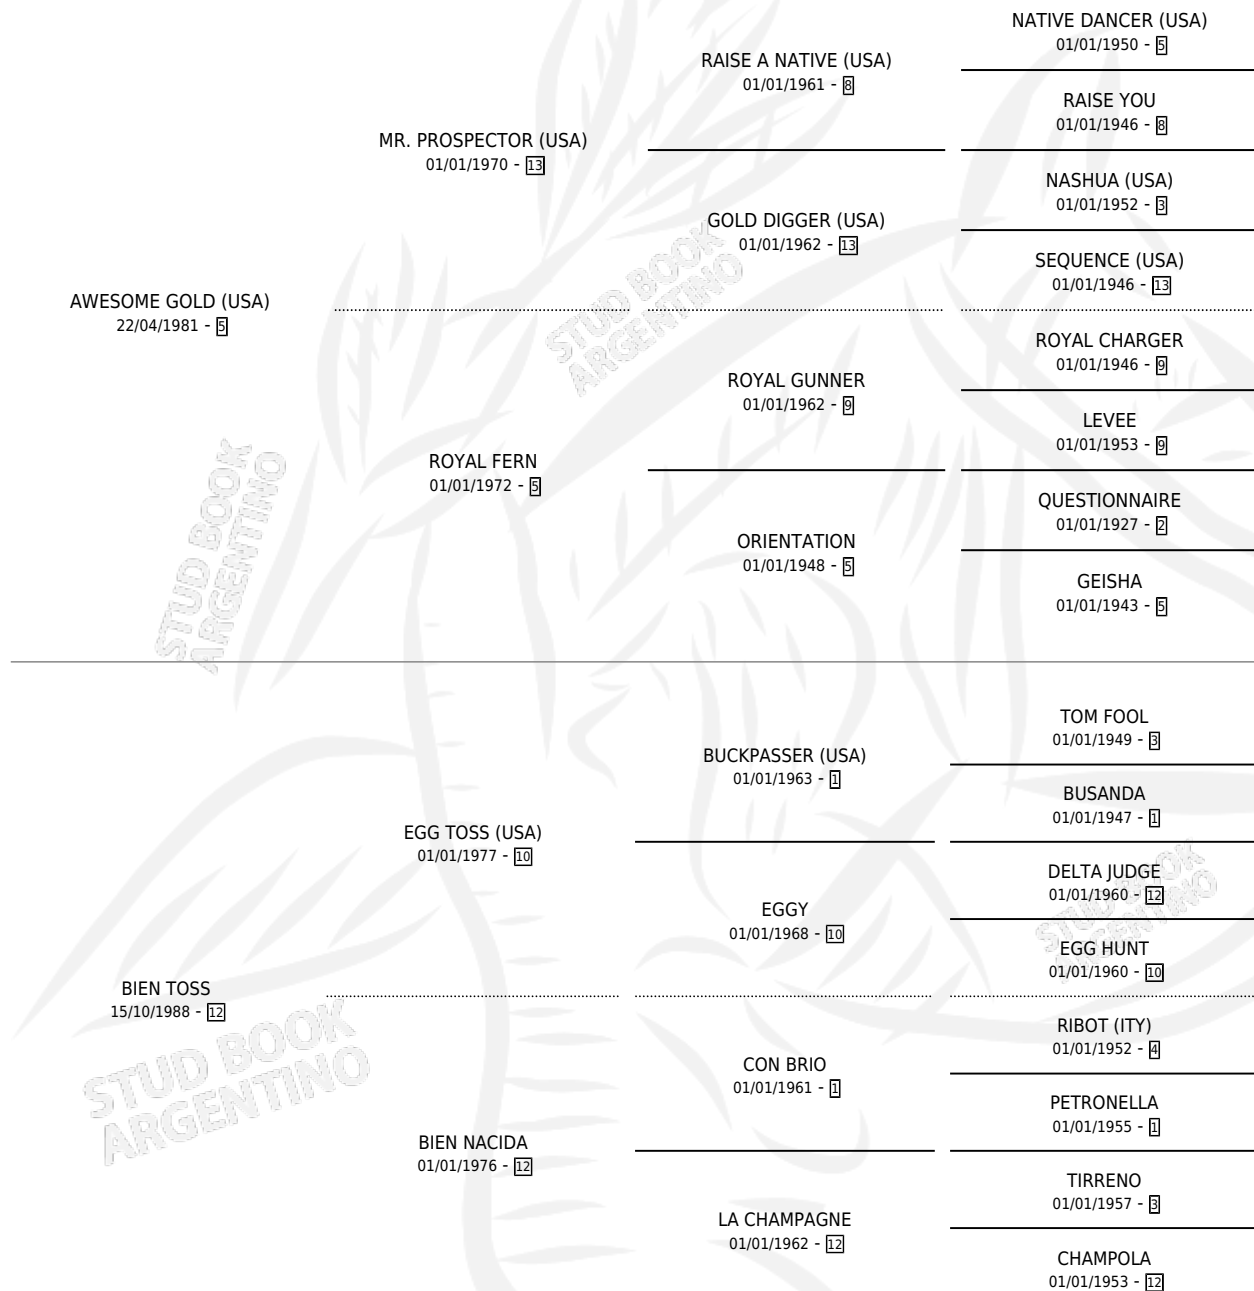 NATIVE DANCER (USA)
01/01/1950 - 5
RAISE A NATIVE (USA)
01/01/1961 - 8
RAISE YOU
01/01/1946 - 8
MR. PROSPECTOR (USA)
01/01/1970 - 13
NASHUA (USA)
01/01/1952 - 3
GOLD DIGGER (USA)
01/01/1962 - 13
SEQUENCE (USA)
01/01/1946 - 13
AWESOME GOLD (USA)
22/04/1981 - 5
STUD BOOK
ARGENTINO
ROYAL CHARGER
01/01/1946 - 9
ROYAL GUNNER
01/01/1962 - 9
LEVEE
01/01/1953 - 9
ROYAL FERN
01/01/1972 - 5
STUD BOOK
ARGENTINO
QUESTIONNAIRE
01/01/1927 - 2
ORIENTATION
01/01/1948 - 5
GEISHA
01/01/1943 - 5
TOM FOOL
01/01/1949 - 3
BUCKPASSER (USA)
01/01/1963 - 1
BUSANDA
01/01/1947 - 1
EGG TOSS (USA)
01/01/1977 - 10
DELTA JUDGE
01/01/1960 - 12
STUD BOOK
ARGENTINO
EGGY
01/01/1968 - 10
EGG HUNT
01/01/1960 - 10
BIEN TOSS
15/10/1988 - 12
STUD BOOK
ARGENTINO
RIBOT (ITY)
01/01/1952 - 4
CON BRIO
01/01/1961 - 1
PETRONELLA
01/01/1955 - 1
BIEN NACIDA
01/01/1976 - 12
TIRRENO
01/01/1957 - 3
LA CHAMPAGNE
01/01/1962 - 12
CHAMPOLA
01/01/1953 - 12